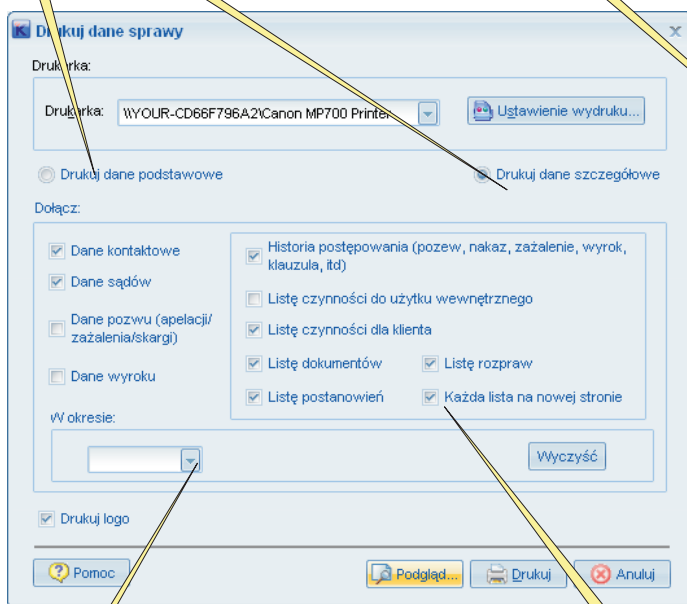 Drukuj dane sprawy
Drukarka:
Drukarka: \\YOUR-CD66F796A2\Canon MP700 Printer Ustawienie wydruku...
Drukuj dane podstawowe Drukuj dane szczegółowe
Dołącz:
Dane kontaktowe
Dane sądów
Dane pozwu (apelacji/
zażalenia/skargi)
Dane wyroku
Historia postępowania (pozew, nakaz, zażalenie, wyrok,
klauzula, itd)
Listę czynności do użytku wewnętrznego
Listę czynności dla klienta
Listę dokumentów Listę rozpraw
Listę postanowień Każda lista na nowej stronie
W okresie:
Wyczyść
Drukuj logo
Pomoc Podgląd... Drukuj Anuluj